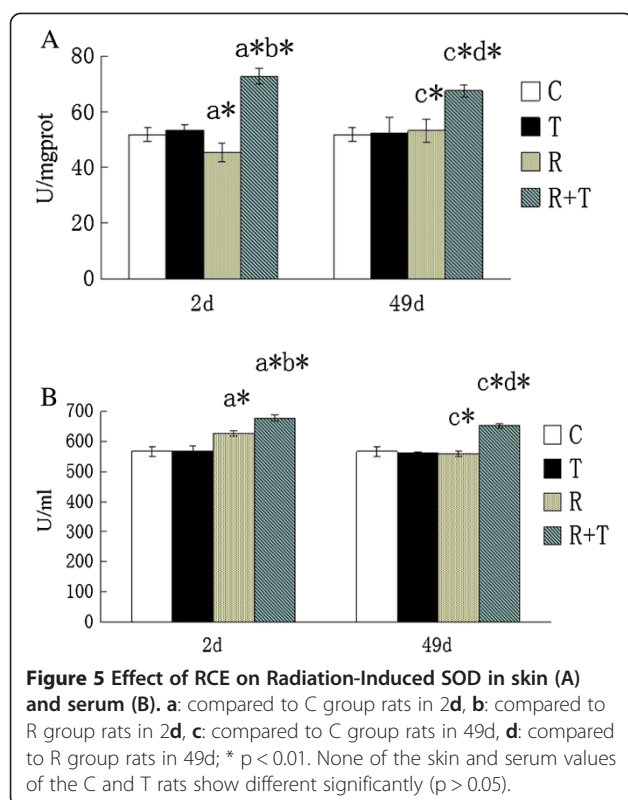 A
80
60
40
20
0
U/mgprot
a*
a*b*
c*
c*d*
C
T
R
R+T
2d
49d
B
700
600
500
400
300
200
100
0
U/ml
a*
a*b*
c*
c*d*
C
T
R
R+T
2d
49d
Figure 5 Effect of RCE on Radiation-Induced SOD in skin (A)
and serum (B). a: compared to C group rats in 2d, b: compared to
R group rats in 2d, c: compared to C group rats in 49d, d: compared
to R group rats in 49d; * p < 0.01. None of the skin and serum values
of the C and T rats show different significantly (p > 0.05).